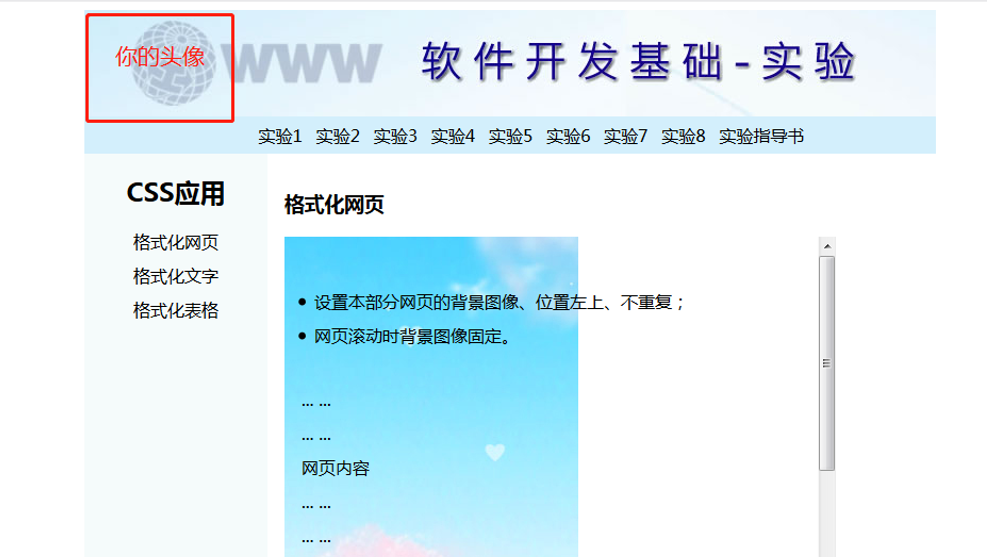 你的头像
WWW 软件开发基础-实验
实验1 实验2 实验3 实验4 实验5 实验6 实验7 实验8 实验指导书
CSS应用
格式化网页
格式化文字
格式化表格
格式化网页
设置本部分网页的背景图像、位置左上、不重复；
网页滚动时背景图像固定。
... ...
... ...
网页内容
... ...
... ...